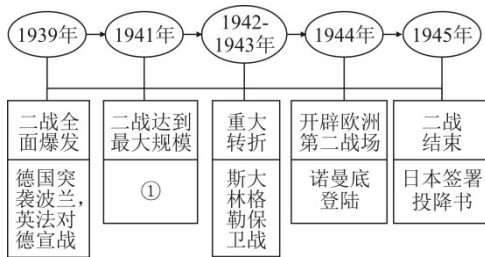 1939年
1941年
1942-
1943年
1944年
1945年
二战全
面爆发
二战达到
最大规模
重大
转折
开辟欧洲
第二战场
二战
结束
德国突
袭波兰，
英法对
德宣战
①
斯大
林格
勒保
卫战
诺曼底
登陆
日本签署
投降书